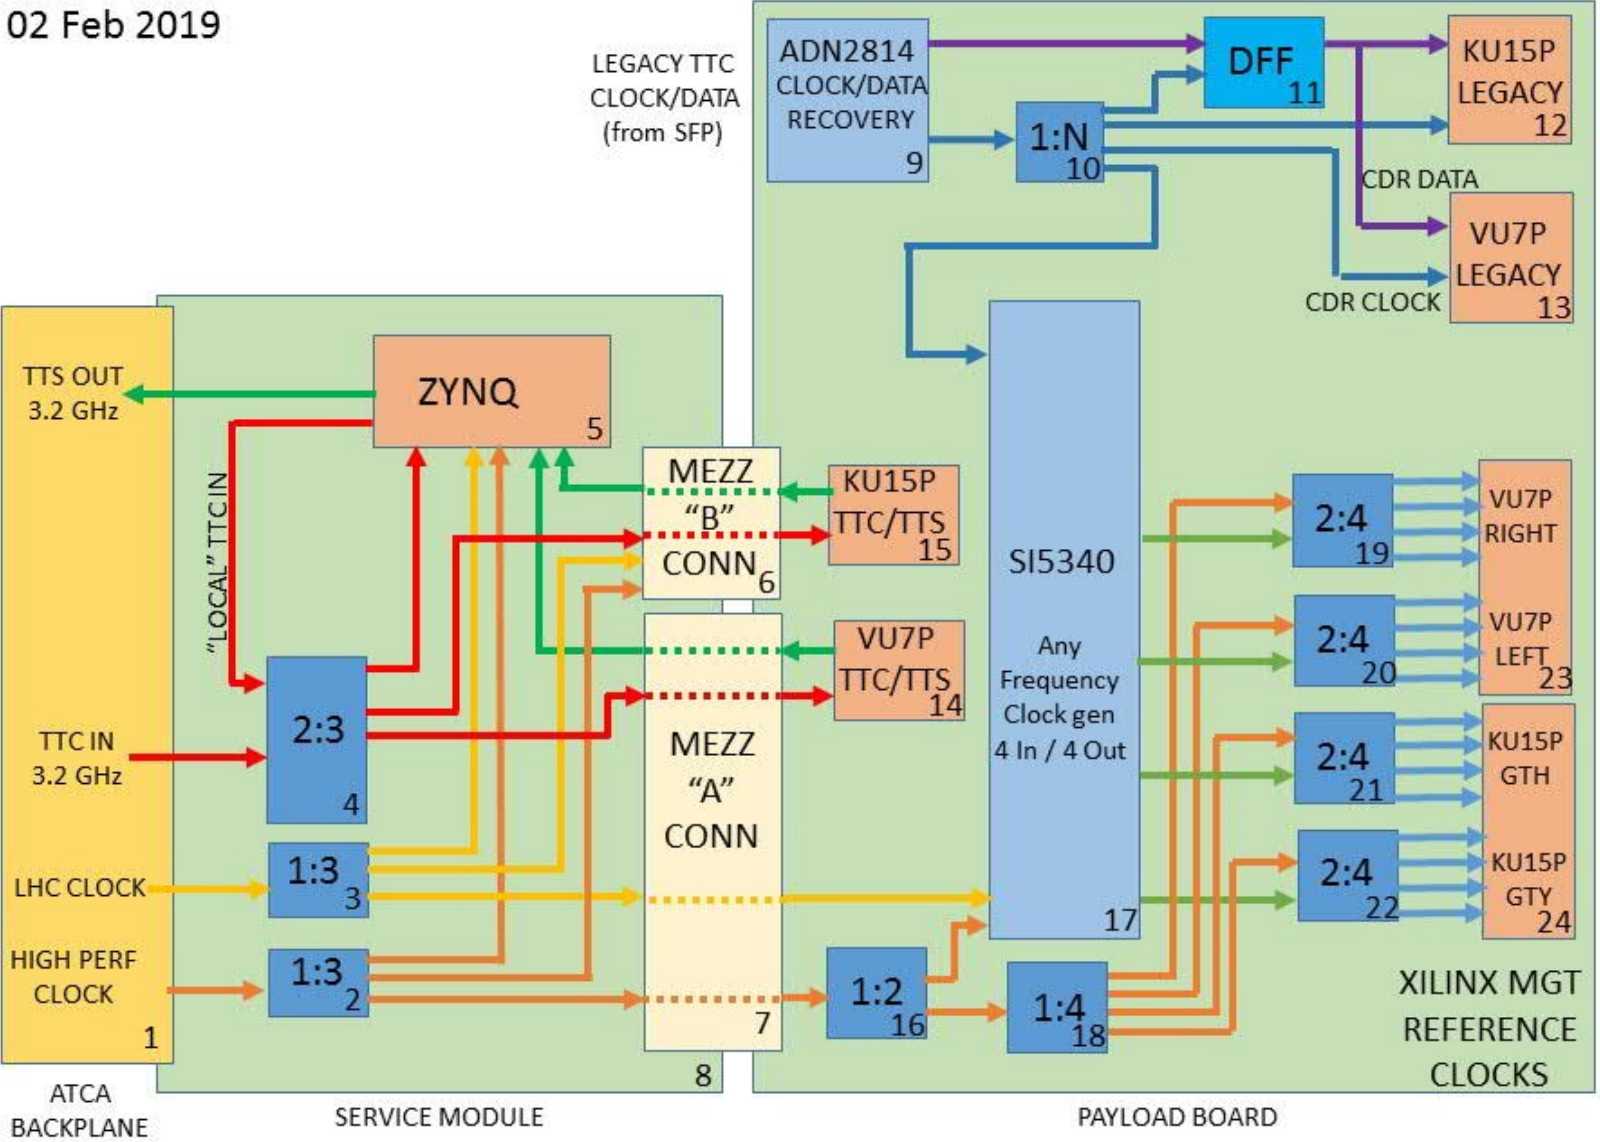 02 Feb 2019
LEGACY TTC
CLOCK/DATA
(from SFP)
ADN2814
CLOCK/DATA
RECOVERY
9
1:N
10
DFF
11
KU15P
LEGACY
12
CDR DATA
VU7P
LEGACY
13
CDR CLOCK
TTS OUT
3.2 GHz
ZYNQ
5
"LOCAL" TTC IN
2:3
4
TTC IN
3.2 GHz
LHC CLOCK
1:3
3
HIGH PERF
CLOCK
1:3
2
1
ATCA
BACKPLANE
8
SERVICE MODULE
MEZZ
“B”
CONN
6
MEZZ
“A”
CONN
7
KU15P
TTC/TTS
15
VU7P
TTC/TTS
14
SI5340
Any
Frequency
Clock gen
4 In / 4 Out
17
1:2
16
1:4
18
2:4
19
2:4
20
2:4
21
2:4
22
VU7P
RIGHT
VU7P
LEFT
23
KU15P
GTH
KU15P
GTY
24
XILINX MGT
REFERENCE
CLOCKS
PAYLOAD BOARD